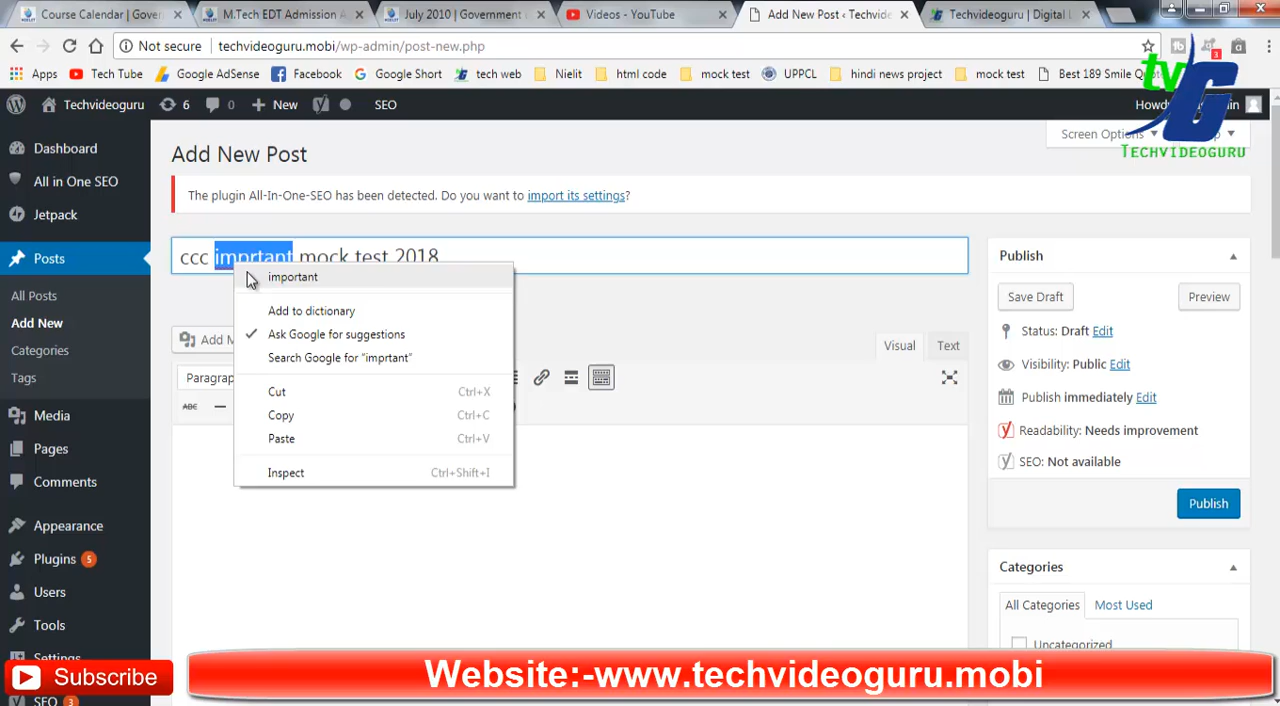 Course Calendar | Gover
M.Tech EDT Admission A
July 2010 | Government
Videos - YouTube
Add New Post ‹ Techvide
Techvideoguru | Digital L
Not secure
techvideoguru.mobi/wp-admin/post-new.php
Apps
Tech Tube
Google AdSense
Facebook
Google Short
tech web
Nielit
html code
mock test
UPPCL
hindi news project
mock test
Best 189 Smile Quot
Techvideoguru
6
0
New
SEO
tvG
TECHVIDEOGURU
Dashboard
All in One SEO
Jetpack
Posts
All Posts
Add New
Categories
Tags
Media
Pages
Comments
Appearance
Plugins 5
Users
Tools
Settings
SEO 3
Add New Post
Screen Options
The plugin All-In-One-SEO has been detected. Do you want to import its settings?
ccc imprtant mock test 2018
important
Add to dictionary
Ask Google for suggestions
Search Google for "imprtant"
Cut Ctrl+X
Copy Ctrl+C
Paste Ctrl+V
Inspect Ctrl+Shift+I
Add M
Visual
Text
Paragrap
ABC
Publish
Save Draft
Preview
Status: Draft Edit
Visibility: Public Edit
Publish immediately Edit
Readability: Needs improvement
SEO: Not available
Publish
Categories
All Categories
Most Used
Uncategorized
Subscribe
Website:-www.techvideoguru.mobi